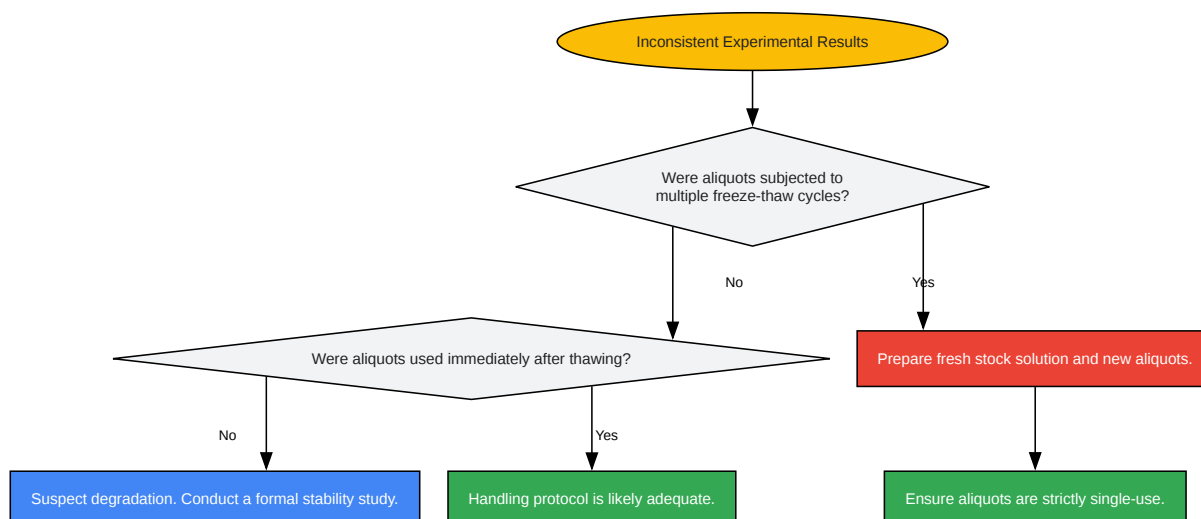 Inconsistent Experimental Results
Were aliquots subjected to
multiple freeze-thaw cycles?
No
Yes
Were aliquots used immediately after thawing?
Prepare fresh stock solution and new aliquots.
No
Yes
Suspect degradation. Conduct a formal stability study.
Handling protocol is likely adequate.
Ensure aliquots are strictly single-use.